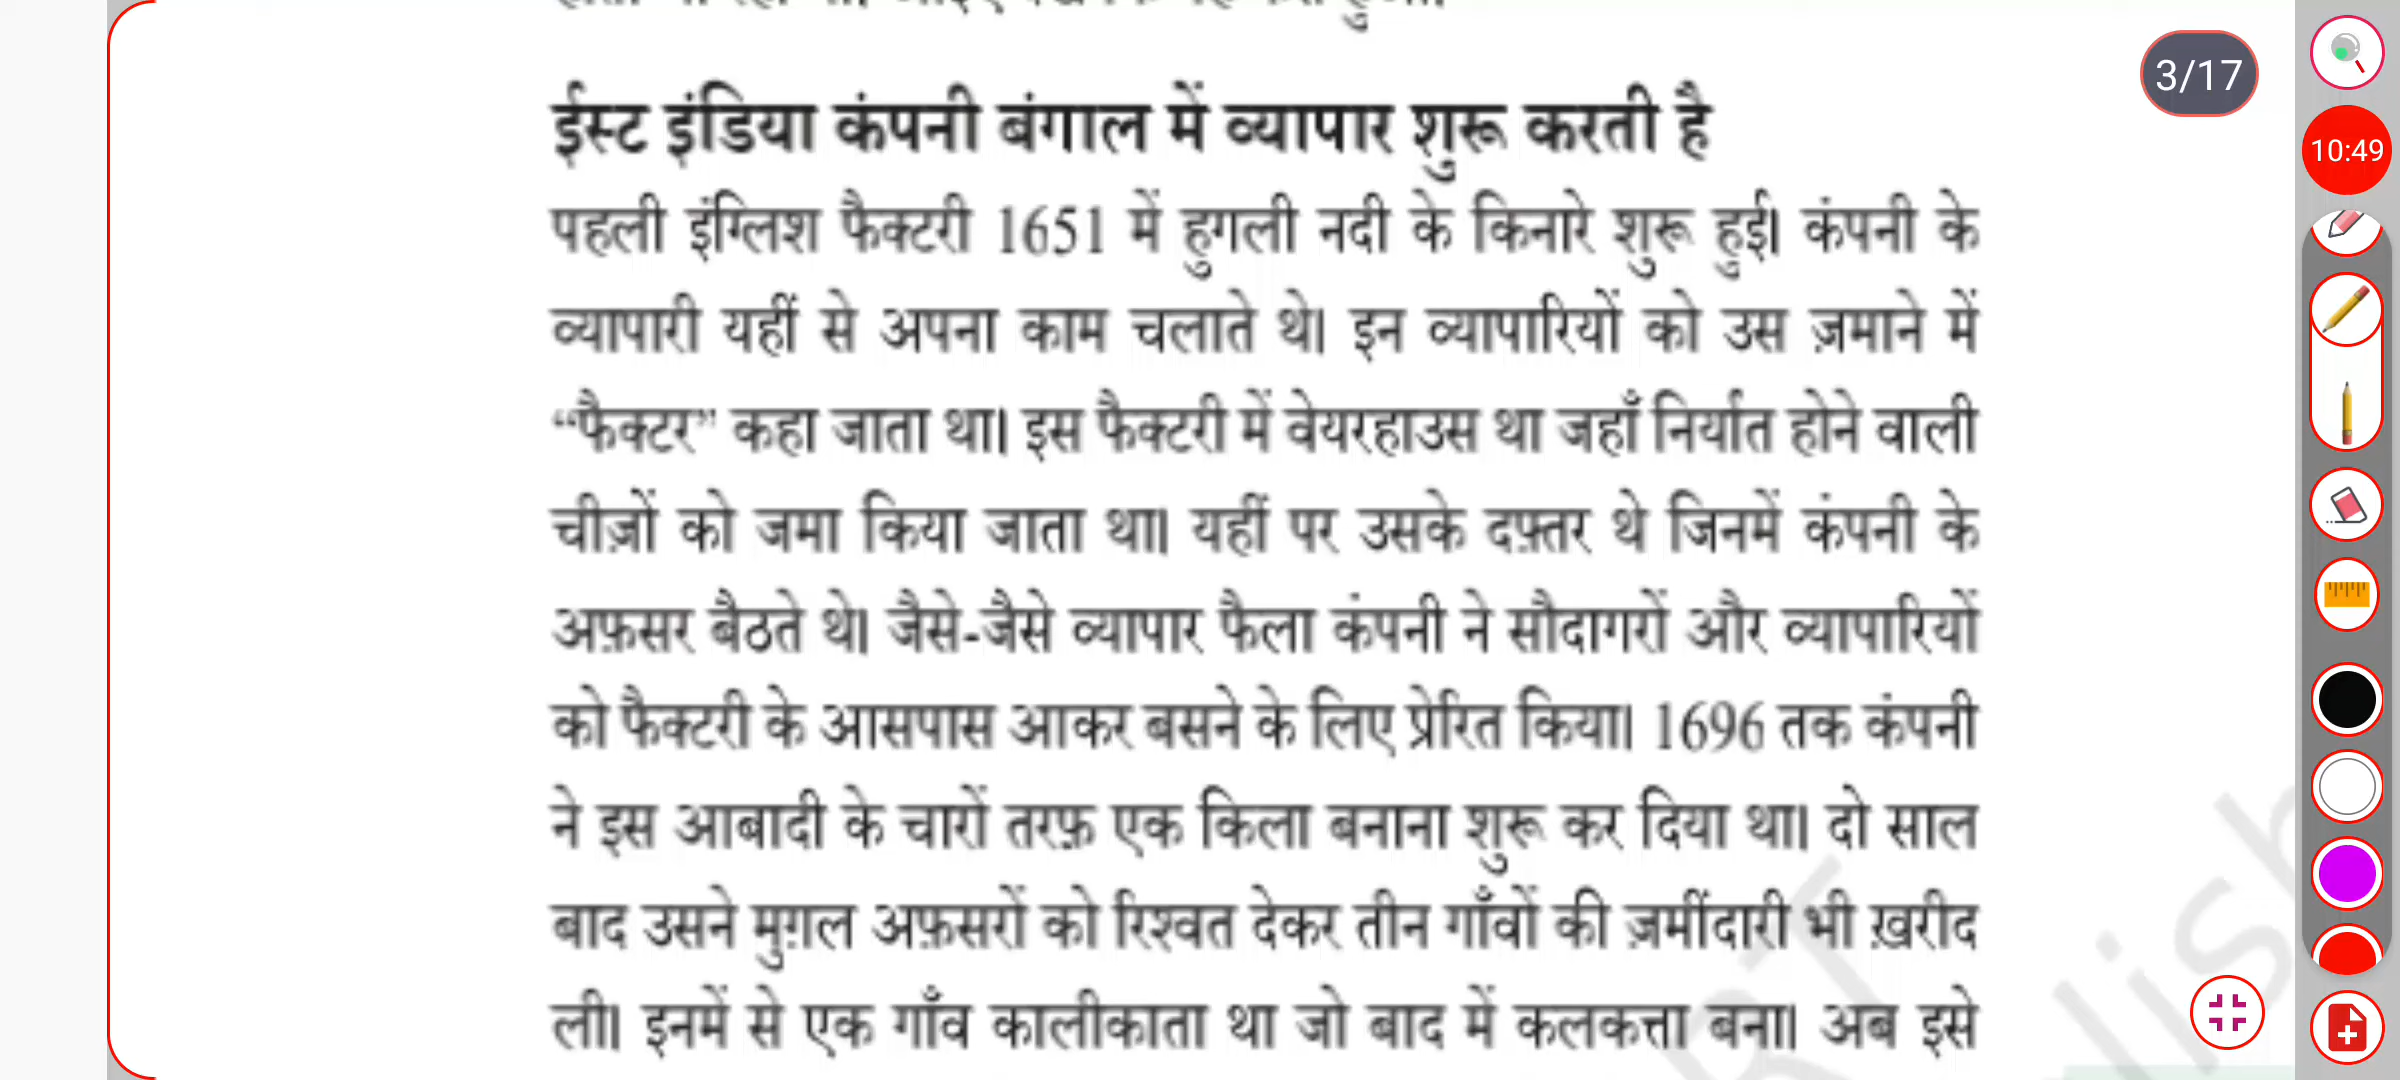 3/17
10:49
ईस्ट इंडिया कंपनी बंगाल में व्यापार शुरू करती है
पहली इंग्लिश फैक्टरी 1651 में हुगली नदी के किनारे शुरू हुई। कंपनी के
व्यापारी यहीं से अपना काम चलाते थे। इन व्यापारियों को उस ज़माने में
“फैक्टर” कहा जाता था। इस फैक्टरी में वेयरहाउस था जहाँ निर्यात होने वाली
चीज़ों को जमा किया जाता था। यहीं पर उसके दफ़्तर थे जिनमें कंपनी के
अफ़सर बैठते थे। जैसे-जैसे व्यापार फैला कंपनी ने सौदागरों और व्यापारियों
को फैक्टरी के आसपास आकर बसने के लिए प्रेरित किया। 1696 तक कंपनी
ने इस आबादी के चारों तरफ़ एक किला बनाना शुरू कर दिया था। दो साल
बाद उसने मुग़ल अफ़सरों को रिश्वत देकर तीन गाँवों की ज़मींदारी भी ख़रीद
ली। इनमें से एक गाँव कालीकाता था जो बाद में कलकत्ता बना। अब इसे